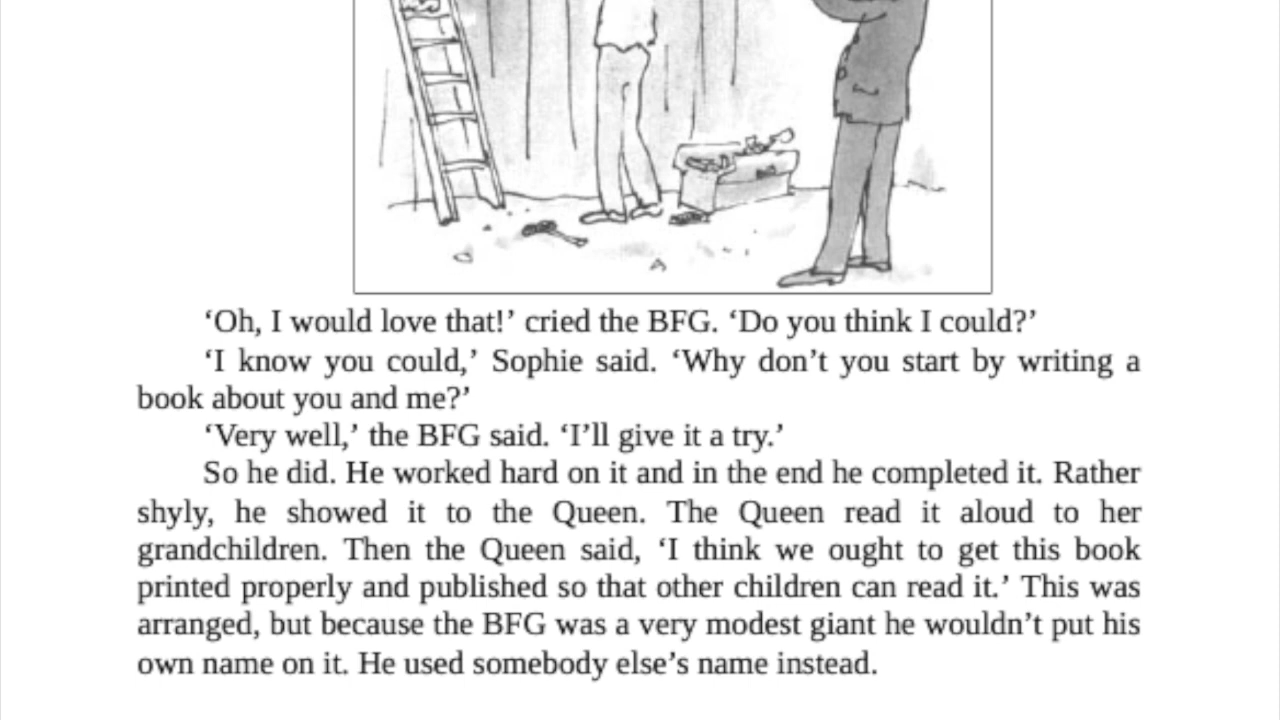 ‘Oh, I would love that!’ cried the BFG. ‘Do you think I could?’
‘I know you could,’ Sophie said. ‘Why don’t you start by writing a
book about you and me?’
‘Very well,’ the BFG said. ‘I’ll give it a try.’
So he did. He worked hard on it and in the end he completed it. Rather
shyly, he showed it to the Queen. The Queen read it aloud to her
grandchildren. Then the Queen said, ‘I think we ought to get this book
printed properly and published so that other children can read it.’ This was
arranged, but because the BFG was a very modest giant he wouldn’t put his
own name on it. He used somebody else’s name instead.